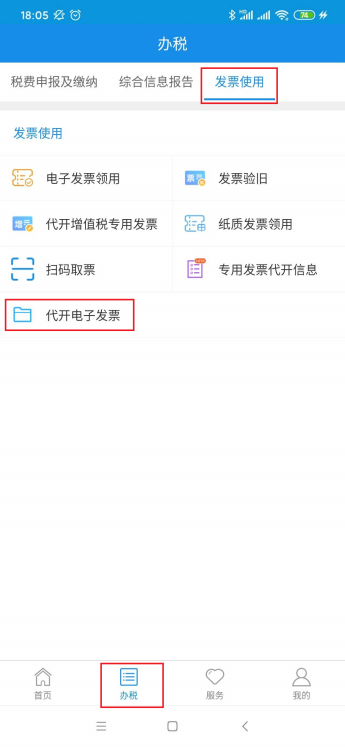 18:05
74
办税
税费申报及缴纳 综合信息报告 发票使用
发票使用
电子发票领用 发票验旧
代开增值税专用发票 纸质发票领用
扫码取票 专用发票代开信息
代开电子发票
首页 办税 服务 我的